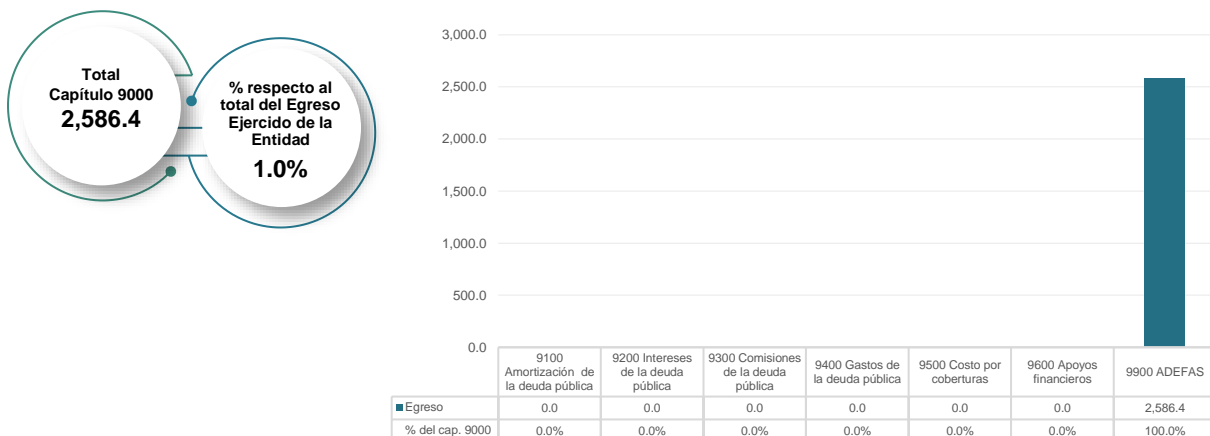 Total
Capítulo 9000
2,586.4
% respecto al
total del Egreso
Ejercido de la
Entidad
1.0%
3,000.0
2,500.0
2,000.0
1,500.0
1,000.0
500.0
0.0
9100
Amortización de
la deuda pública
9200 Intereses
de la deuda
pública
9300 Comisiones
de la deuda
pública
9400 Gastos de
la deuda pública
9500 Costo por
coberturas
9600 Apoyos
financieros
9900 ADEFAS
Egreso 0.0 0.0 0.0 0.0 0.0 0.0 2,586.4
% del cap. 9000 0.0% 0.0% 0.0% 0.0% 0.0% 0.0% 100.0%